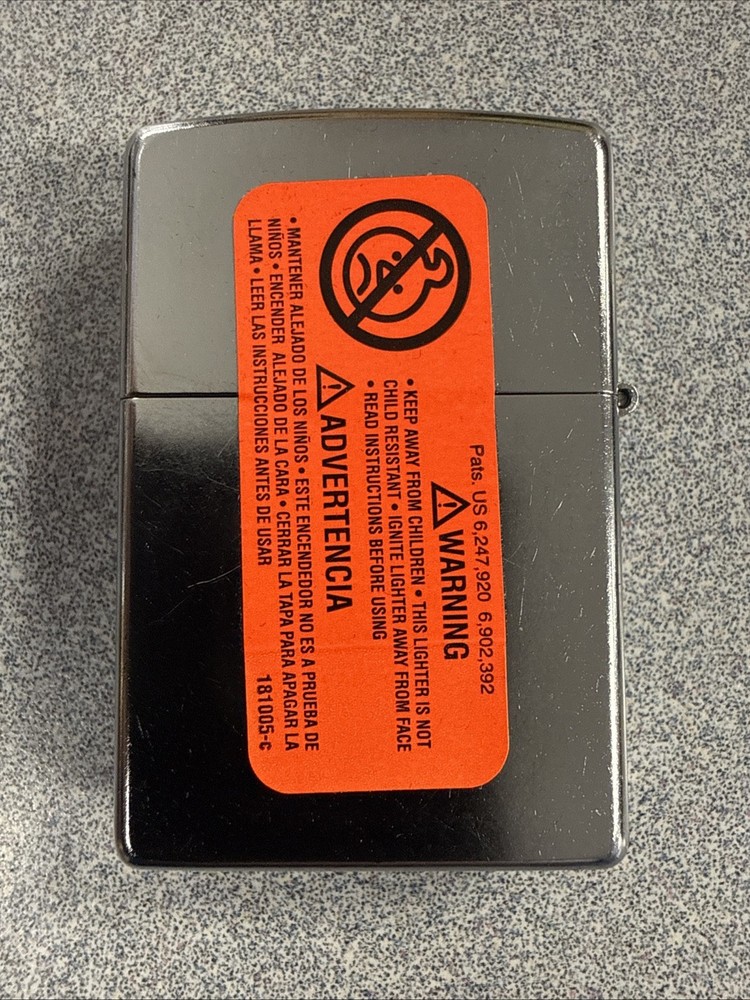 Pats. US 6,247,920  6,902,392
WARNING
• KEEP AWAY FROM CHILDREN • THIS LIGHTER IS NOT
CHILD RESISTANT • IGNITE LIGHTER AWAY FROM FACE
• READ INSTRUCTIONS BEFORE USING
ADVERTENCIA
• MANTENER ALEJADO DE LOS NIÑOS • ESTE ENCENDEDOR NO ES A PRUEBA DE
NIÑOS • ENCENDER ALEJADO DE LA CARA • CERRAR LA TAPA PARA APAGAR LA
LLAMA • LEER LAS INSTRUCCIONES ANTES DE USAR
181005-c